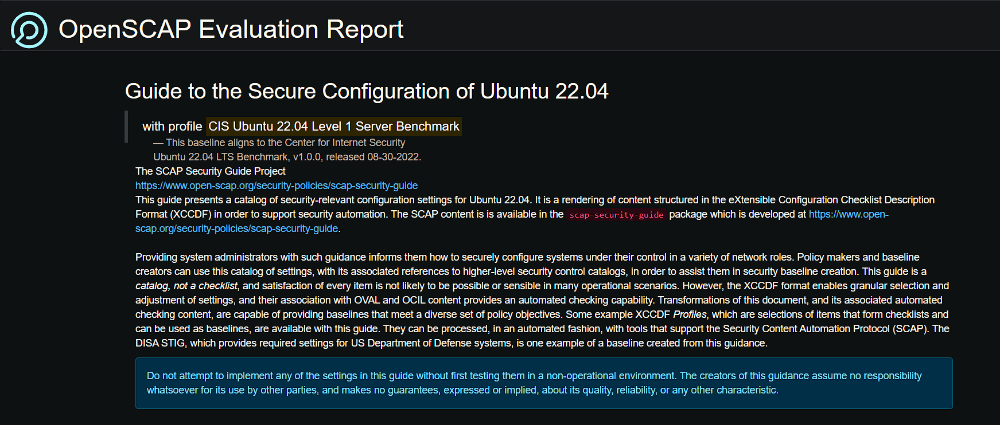 OpenSCAP Evaluation Report
Guide to the Secure Configuration of Ubuntu 22.04
with profile CIS Ubuntu 22.04 Level 1 Server Benchmark
— This baseline aligns to the Center for Internet Security
Ubuntu 22.04 LTS Benchmark, v1.0.0, released 08-30-2022.
The SCAP Security Guide Project
https://www.open-scap.org/security-policies/scap-security-guide
This guide presents a catalog of security-relevant configuration settings for Ubuntu 22.04. It is a rendering of content structured in the eXtensible Configuration Checklist Description
Format (XCCDF) in order to support security automation. The SCAP content is is available in the scap-security-guide package which is developed at https://www.open-
scap.org/security-policies/scap-security-guide.
Providing system administrators with such guidance informs them how to securely configure systems under their control in a variety of network roles. Policy makers and baseline
creators can use this catalog of settings, with its associated references to higher-level security control catalogs, in order to assist them in security baseline creation. This guide is a
catalog, not a checklist, and satisfaction of every item is not likely to be possible or sensible in many operational scenarios. However, the XCCDF format enables granular selection and
adjustment of settings, and their association with OVAL and OCIL content provides an automated checking capability. Transformations of this document, and its associated automated
checking content, are capable of providing baselines that meet a diverse set of policy objectives. Some example XCCDF Profiles, which are selections of items that form checklists and
can be used as baselines, are available with this guide. They can be processed, in an automated fashion, with tools that support the Security Content Automation Protocol (SCAP). The
DISA STIG, which provides required settings for US Department of Defense systems, is one example of a baseline created from this guidance.
Do not attempt to implement any of the settings in this guide without first testing them in a non-operational environment. The creators of this guidance assume no responsibility
whatsoever for its use by other parties, and makes no guarantees, expressed or implied, about its quality, reliability, or any other characteristic.